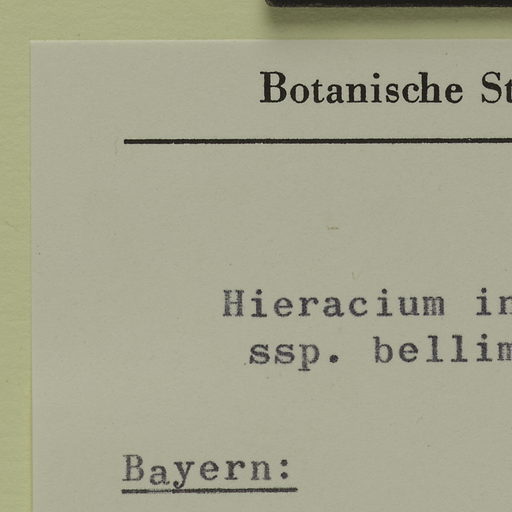 Botanische St
Hieracium in
ssp. bellim
Bayern: